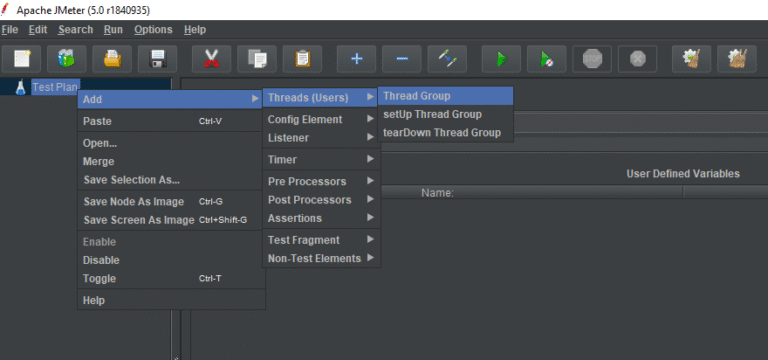 Apache JMeter (5.0 r1840935)
File Edit Search Run Options Help
STOP
Test Plan
Add
Paste Ctrl-V
Open...
Merge
Save Selection As...
Save Node As Image Ctrl-G
Save Screen As Image Ctrl+Shift-G
Enable
Disable
Toggle Ctrl-T
Help
Threads (Users)
Config Element
Listener
Timer
Pre Processors
Post Processors
Assertions
Test Fragment
Non-Test Elements
Thread Group
setUp Thread Group
tearDown Thread Group
User Defined Variables
Name: